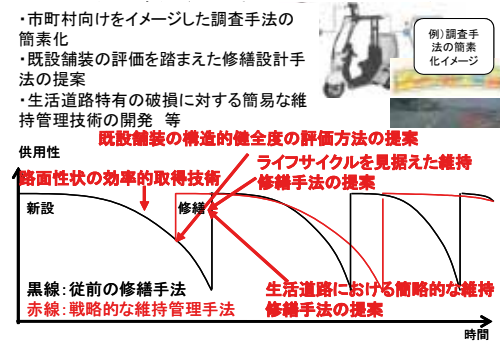 ・市町村向けをイメージした調査手法の
簡素化
・既設舗装の評価を踏まえた修繕設計手
法の提案
・生活道路特有の破損に対する簡易な維
持管理技術の開発 等
例)調査手
法の簡素
化イメージ
既設舗装の構造的健全度の評価方法の提案
供用性
ライフサイクルを見据えた維持
修繕手法の提案
路面性状の効率的取得技術
新設
修繕
黒線:従前の修繕手法
赤線:戦略的な維持管理手法
生活道路における簡略的な維持
修繕手法の提案
時間